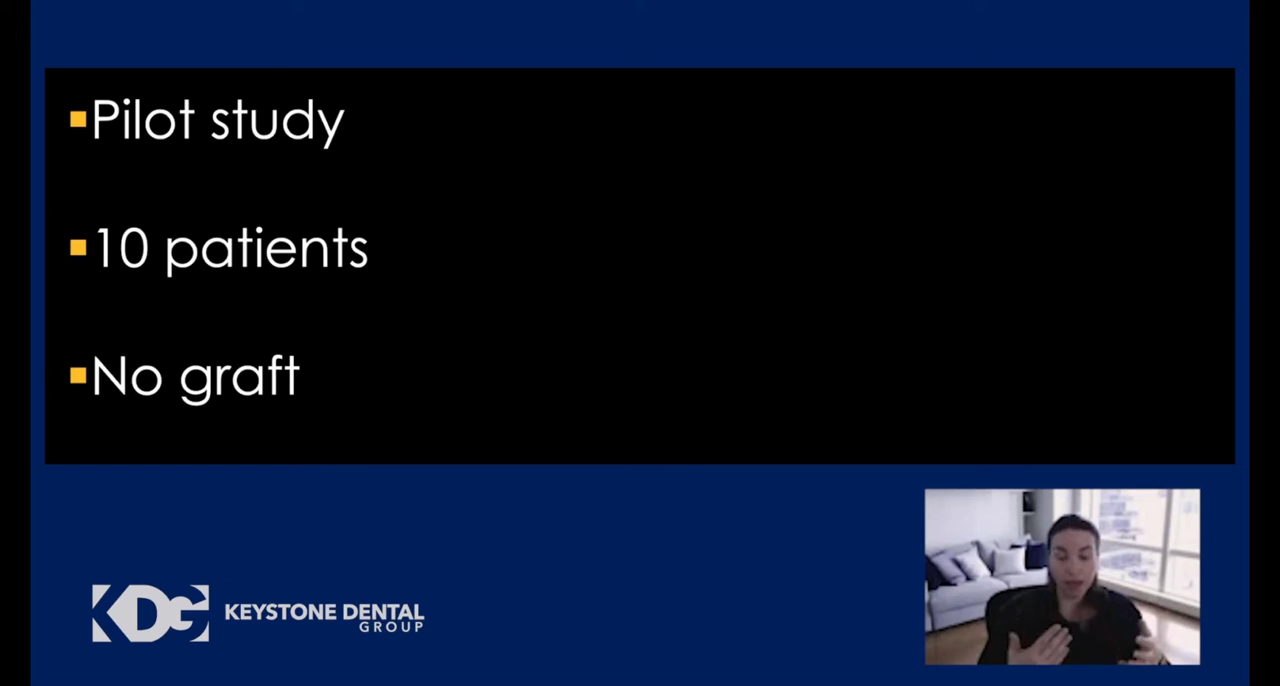 Pilot study
10 patients
No graft
KDG KEYSTONE DENTAL
GROUP